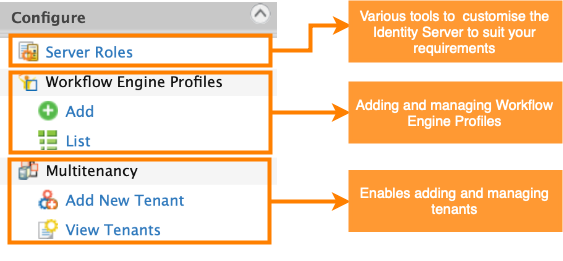 Configure
Server Roles
Workflow Engine Profiles
Add
List
Multitenancy
Add New Tenant
View Tenants
Various tools to customise the
Identity Server to suit your
requirements
Adding and managing Workflow
Engine Profiles
Enables adding and managing
tenants